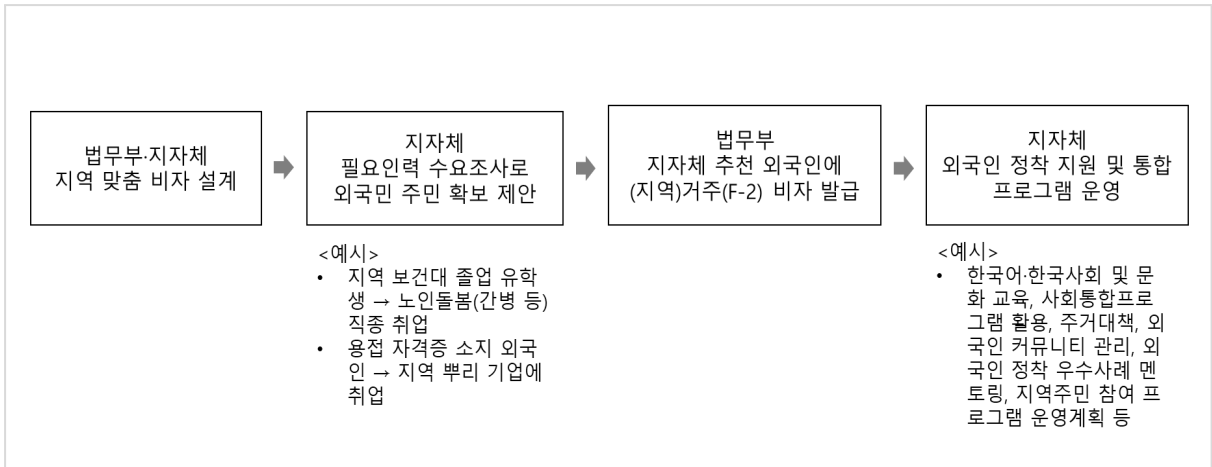 법무부·지자체
지역 맞춤 비자 설계
지자체
필요인력 수요조사로
외국민 주민 확보 제안
법무부
지자체 추천 외국인에
(지역)거주(F-2) 비자 발급
지자체
외국인 정착 지원 및 통합
프로그램 운영
<예시>
• 지역 보건대 졸업 유학
생 → 노인돌봄(간병 등)
직종 취업
• 용접 자격증 소지 외국
인 → 지역 뿌리 기업에
취업
<예시>
• 한국어·한국사회 및 문
화 교육, 사회통합프로
그램 활용, 주거대책, 외
국인 커뮤니티 관리, 외
국인 정착 우수사례 멘
토링, 지역주민 참여 프
로그램 운영계획 등